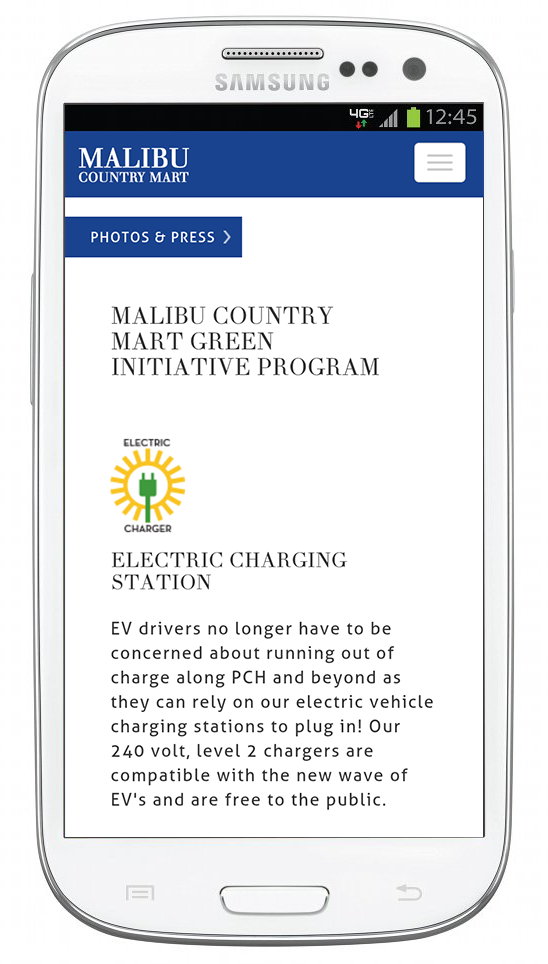 SAMSUNG
4G LTE 12:45
MALIBU
COUNTRY MART
PHOTOS & PRESS
MALIBU COUNTRY
MART GREEN
INITIATIVE PROGRAM
ELECTRIC
CHARGER
ELECTRIC CHARGING
STATION
EV drivers no longer have to be
concerned about running out of
charge along PCH and beyond as
they can rely on our electric vehicle
charging stations to plug in! Our
240 volt, level 2 chargers are
compatible with the new wave of
EV's and are free to the public.